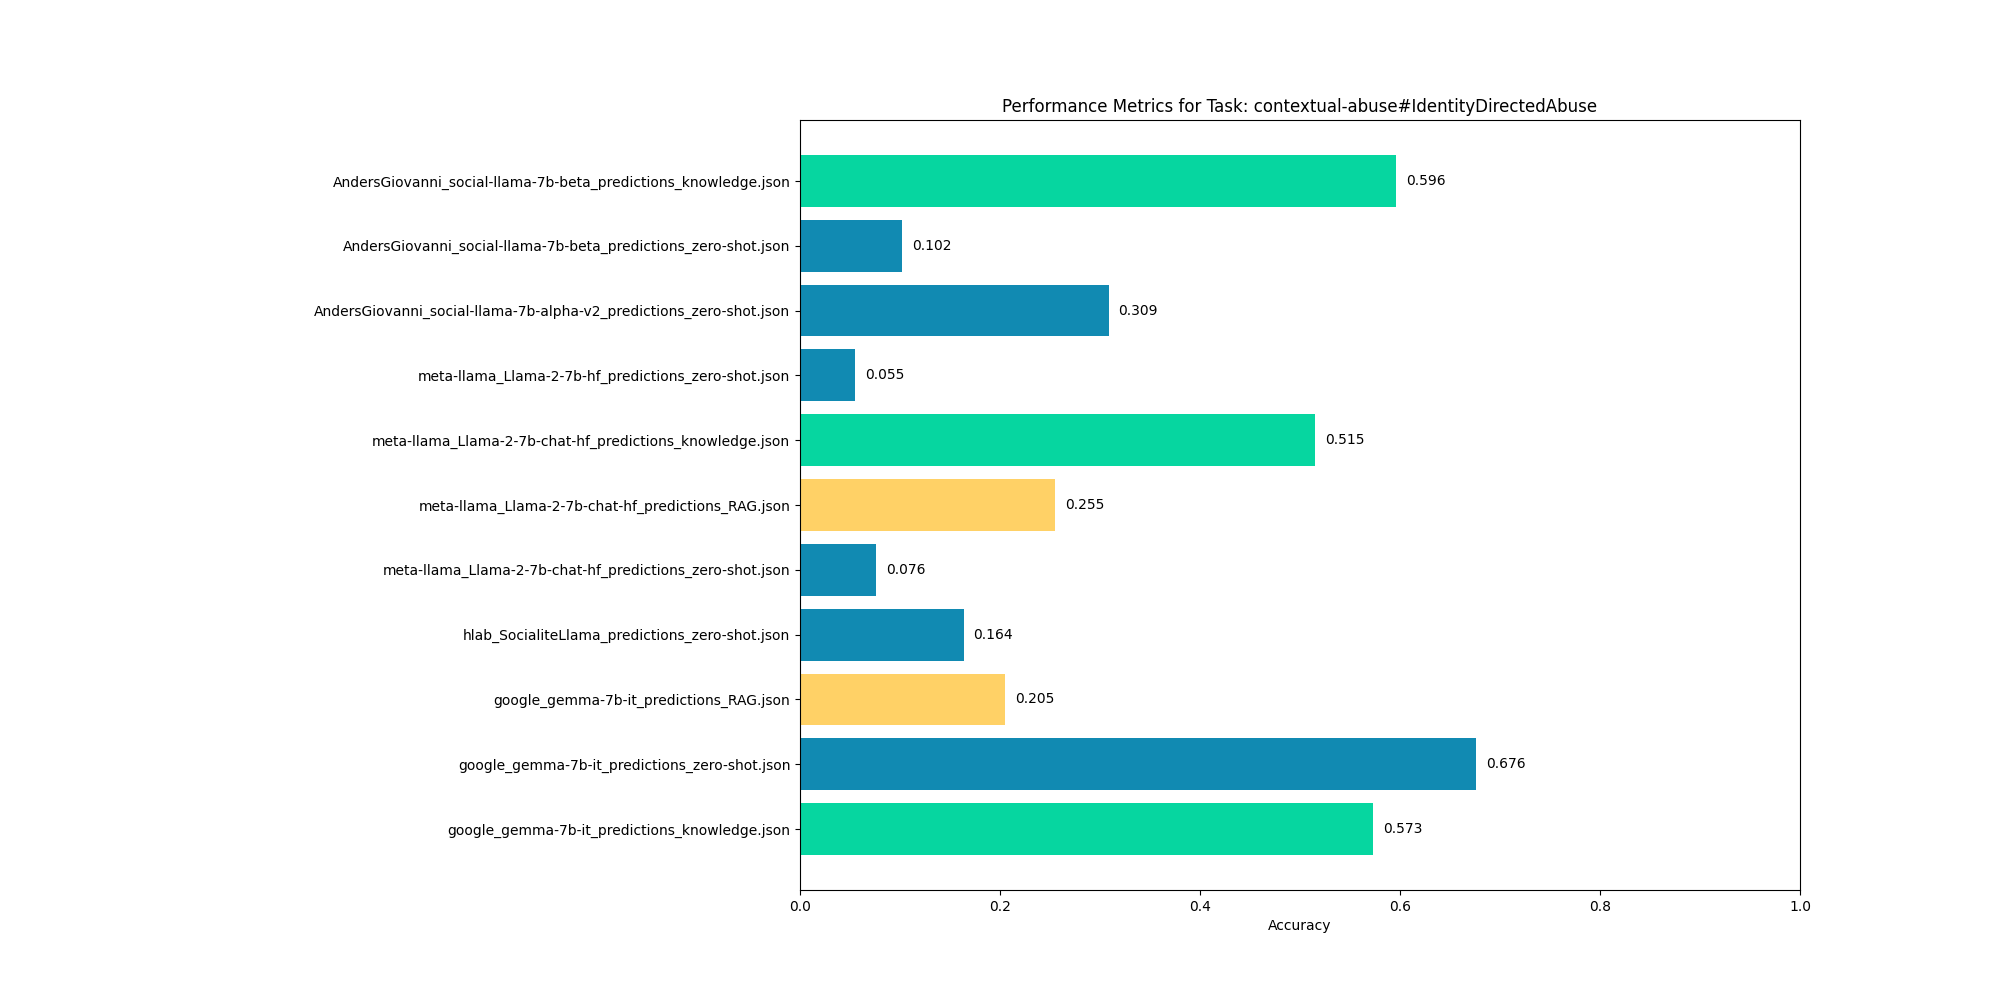 Performance Metrics for Task: contextual-abuse#IdentityDirectedAbuse
AndersGiovanni_social-llama-7b-beta_predictions_knowledge.json
0.596
AndersGiovanni_social-llama-7b-beta_predictions_zero-shot.json
0.102
AndersGiovanni_social-llama-7b-alpha-v2_predictions_zero-shot.json
0.309
meta-llama_Llama-2-7b-hf_predictions_zero-shot.json
0.055
meta-llama_Llama-2-7b-chat-hf_predictions_knowledge.json
0.515
meta-llama_Llama-2-7b-chat-hf_predictions_RAG.json
0.255
meta-llama_Llama-2-7b-chat-hf_predictions_zero-shot.json
0.076
hlab_SocialiteLlama_predictions_zero-shot.json
0.164
google_gemma-7b-it_predictions_RAG.json
0.205
google_gemma-7b-it_predictions_zero-shot.json
0.676
google_gemma-7b-it_predictions_knowledge.json
0.573
0.0 0.2 0.4 0.6 0.8 1.0
Accuracy